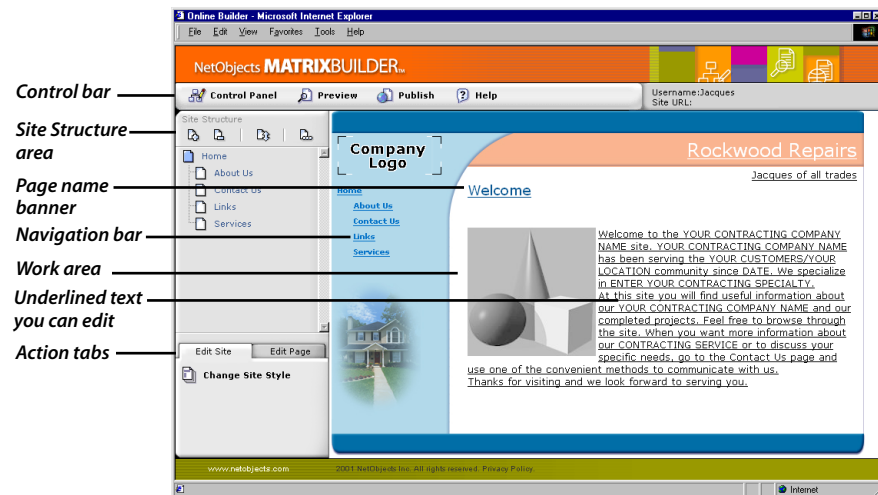 Online Builder - Microsoft Internet Explorer
File Edit View Favorites Tools Help
NetObjects MATRIXBUILDER™
Control bar
Control Panel Preview Publish Help
Username:Jacques
Site URL:
Site Structure area
Site Structure
Home
About Us
Contact Us
Links
Services
Company Logo
Rockwood Repairs
Jacques of all trades
Page name banner
Welcome
Home
About Us
Contact Us
Links
Services
Navigation bar
Work area
Underlined text you can edit
Welcome to the YOUR CONTRACTING COMPANY
NAME site. YOUR CONTRACTING COMPANY NAME
has been serving the YOUR CUSTOMERS/YOUR
LOCATION community since DATE. We specialize
in ENTER YOUR CONTRACTING SPECIALTY.
At this site you will find useful information about
our YOUR CONTRACTING COMPANY NAME and our
completed projects. Feel free to browse through
the site. When you want more information about
our CONTRACTING SERVICE or to discuss your
specific needs, go to the Contact Us page and
use one of the convenient methods to communicate with us.
Thanks for visiting and we look forward to serving you.
Action tabs
Edit Site Edit Page
Change Site Style
www.netobjects.com
2001 NetObjects Inc. All rights reserved. Privacy Policy.
Internet